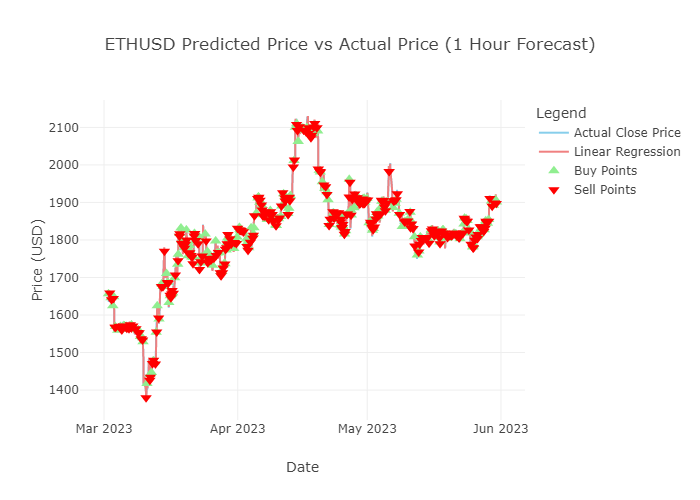 ETHUSD Predicted Price vs Actual Price (1 Hour Forecast)
Legend
Actual Close Price
Linear Regression
Buy Points
Sell Points
Price (USD)
2100
2000
1900
1800
1700
1600
1500
1400
Mar 2023
Apr 2023
May 2023
Jun 2023
Date